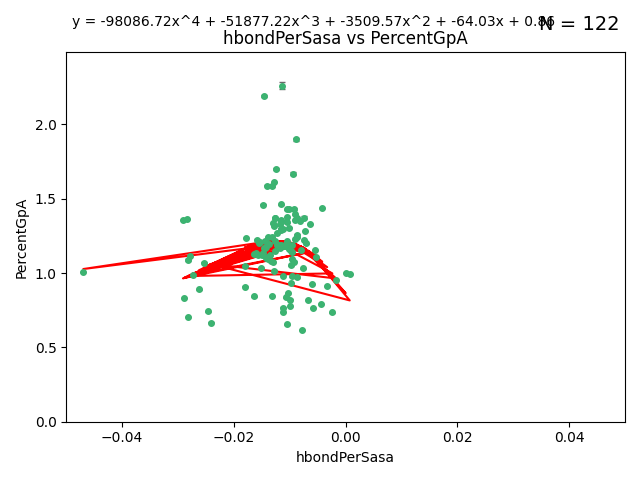 y = -98086.72x^4 + -51877.22x^3 + -3509.57x^2 + -64.03x + 0.86
N = 122
hbondPerSasa vs PercentGpA
PercentGpA
2.0
1.5
1.0
0.5
0.0
−0.04 −0.02 0.00 0.02 0.04
hbondPerSasa